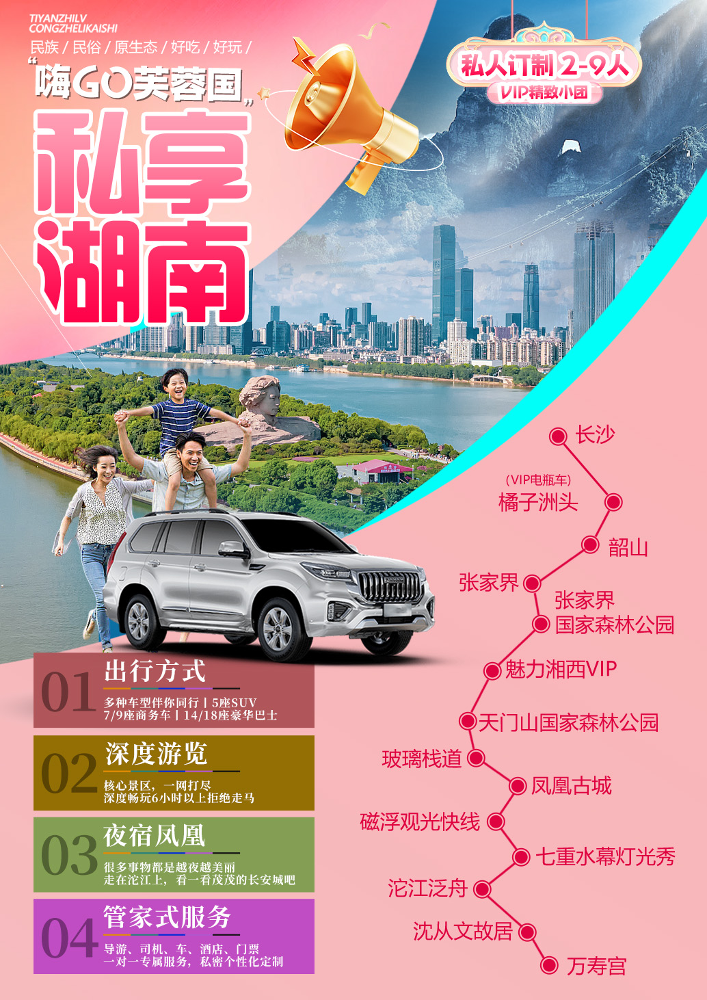 TIYANZHILV
CONGZHELIKAISHI
民族 / 民俗 / 原生态 / 好吃 / 好玩 /
“嗨GO芙蓉国”
私享
湖南
私人订制 2-9人
VIP精致小团
长沙
(VIP电瓶车)
橘子洲头
韶山
张家界
张家界
国家森林公园
魅力湘西VIP
天门山国家森林公园
玻璃栈道
凤凰古城
磁浮观光快线
七重水幕灯光秀
沱江泛舟
沈从文故居
万寿宫
01 出行方式
多种车型伴你同行丨5座SUV
7/9座商务车丨14/18座豪华巴士
02 深度游览
核心景区，一网打尽
深度畅玩6小时以上拒绝走马
03 夜宿凤凰
很多事物都是越夜越美丽
走在沱江上，看一看茂茂的长安城吧
04 管家式服务
导游、司机、车、酒店、门票
一对一专属服务，私密个性化定制